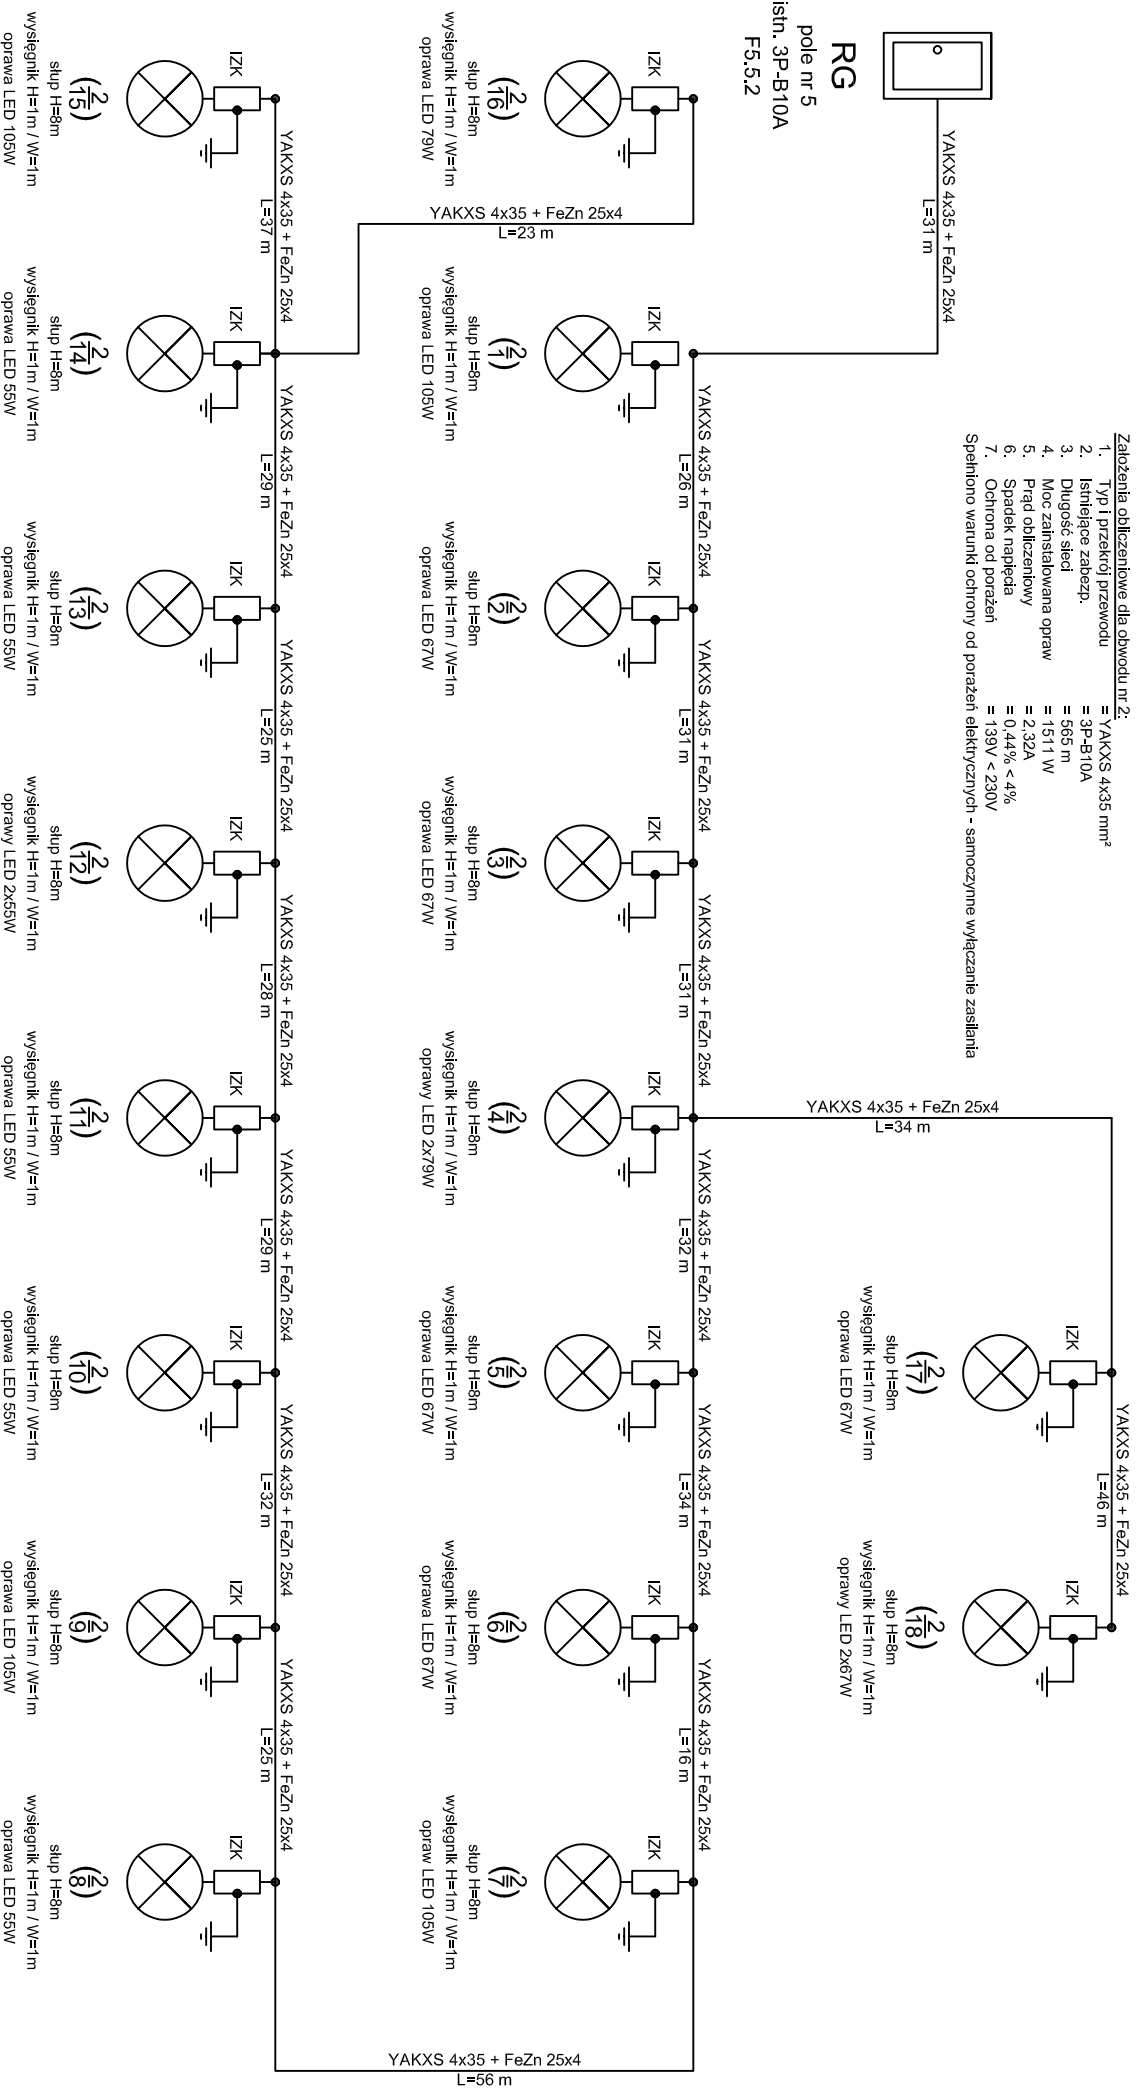 Założenia obliczeniowe dla obwodu nr 2:
1. Typ i przekrój przewodu = YAKXS 4x35 mm²
2. Istniejące zabezp. = 3P-B10A
3. Długość sieci = 565 m
4. Moc zainstalowana opraw = 1511 W
5. Prąd obliczeniowy = 2,32A
6. Spadek napięcia = 0,44% < 4%
7. Ochrona od porażeń = 139V < 230V
Spełniono warunki ochrony od porażeń elektrycznych - samoczynne wyłączanie zasilania
RG
pole nr 5
istn. 3P-B10A
F5.5.2
YAKXS 4x35 + FeZn 25x4
L=31 m
YAKXS 4x35 + FeZn 25x4
L=34 m
YAKXS 4x35 + FeZn 25x4
L=46 m
IZK
(2/17)
słup H=8m
wysięgnik H=1m / W=1m
oprawa LED 67W
IZK
(2/18)
słup H=8m
wysięgnik H=1m / W=1m
oprawy LED 2x67W
IZK
(2/16)
słup H=8m
wysięgnik H=1m / W=1m
oprawa LED 79W
YAKXS 4x35 + FeZn 25x4
L=23 m
IZK
(2/1)
słup H=8m
wysięgnik H=1m / W=1m
oprawa LED 105W
YAKXS 4x35 + FeZn 25x4
L=26 m
IZK
(2/2)
słup H=8m
wysięgnik H=1m / W=1m
oprawa LED 67W
YAKXS 4x35 + FeZn 25x4
L=31 m
IZK
(2/3)
słup H=8m
wysięgnik H=1m / W=1m
oprawa LED 67W
YAKXS 4x35 + FeZn 25x4
L=31 m
IZK
(2/4)
słup H=8m
wysięgnik H=1m / W=1m
oprawy LED 2x79W
YAKXS 4x35 + FeZn 25x4
L=32 m
IZK
(2/5)
słup H=8m
wysięgnik H=1m / W=1m
oprawa LED 67W
YAKXS 4x35 + FeZn 25x4
L=34 m
IZK
(2/6)
słup H=8m
wysięgnik H=1m / W=1m
oprawa LED 67W
YAKXS 4x35 + FeZn 25x4
L=16 m
IZK
(2/7)
słup H=8m
wysięgnik H=1m / W=1m
opraw LED 105W
YAKXS 4x35 + FeZn 25x4
L=56 m
IZK
(2/15)
słup H=8m
wysięgnik H=1m / W=1m
oprawa LED 105W
YAKXS 4x35 + FeZn 25x4
L=37 m
IZK
(2/14)
słup H=8m
wysięgnik H=1m / W=1m
oprawa LED 55W
YAKXS 4x35 + FeZn 25x4
L=29 m
IZK
(2/13)
słup H=8m
wysięgnik H=1m / W=1m
oprawa LED 55W
YAKXS 4x35 + FeZn 25x4
L=25 m
IZK
(2/12)
słup H=8m
wysięgnik H=1m / W=1m
oprawy LED 2x55W
YAKXS 4x35 + FeZn 25x4
L=28 m
IZK
(2/11)
słup H=8m
wysięgnik H=1m / W=1m
oprawa LED 55W
YAKXS 4x35 + FeZn 25x4
L=29 m
IZK
(2/10)
słup H=8m
wysięgnik H=1m / W=1m
oprawa LED 55W
YAKXS 4x35 + FeZn 25x4
L=32 m
IZK
(2/9)
słup H=8m
wysięgnik H=1m / W=1m
oprawa LED 105W
YAKXS 4x35 + FeZn 25x4
L=25 m
IZK
(2/8)
słup H=8m
wysięgnik H=1m / W=1m
oprawa LED 55W